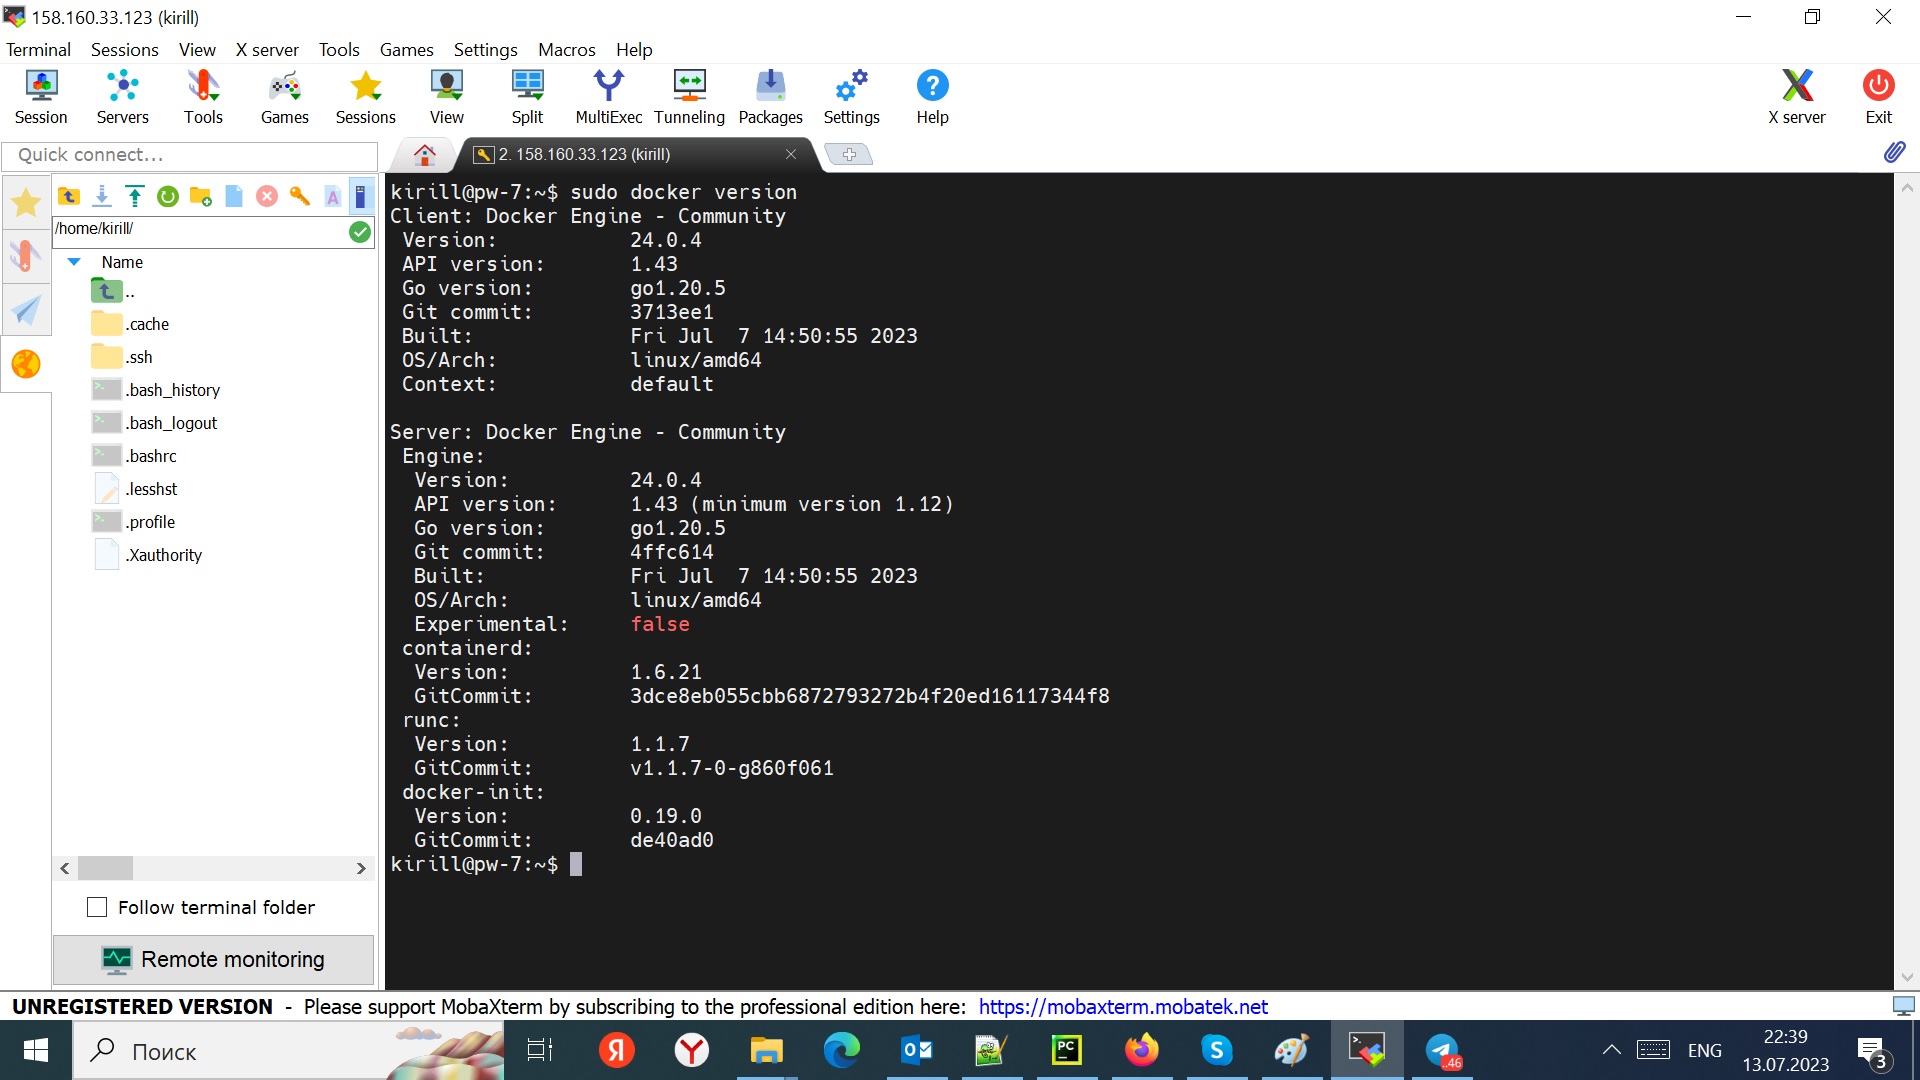 158.160.33.123 (kirill)
Terminal Sessions View X server Tools Games Settings Macros Help
Session Servers Tools Games Sessions View Split MultiExec Tunneling Packages Settings Help X server Exit
Quick connect...
2. 158.160.33.123 (kirill)
/home/kirill/
Name
..
.cache
.ssh
.bash_history
.bash_logout
.bashrc
.lesshst
.profile
.Xauthority
Follow terminal folder
Remote monitoring
kirill@pw-7:~$ sudo docker version
Client: Docker Engine - Community
Version: 24.0.4
API version: 1.43
Go version: go1.20.5
Git commit: 3713ee1
Built: Fri Jul  7 14:50:55 2023
OS/Arch: linux/amd64
Context: default
Server: Docker Engine - Community
Engine:
Version: 24.0.4
API version: 1.43 (minimum version 1.12)
Go version: go1.20.5
Git commit: 4ffc614
Built: Fri Jul  7 14:50:55 2023
OS/Arch: linux/amd64
Experimental: false
containerd:
Version: 1.6.21
GitCommit: 3dce8eb055cbb6872793272b4f20ed16117344f8
runc:
Version: 1.1.7
GitCommit: v1.1.7-0-g860f061
docker-init:
Version: 0.19.0
GitCommit: de40ad0
kirill@pw-7:~$
UNREGISTERED VERSION - Please support MobaXterm by subscribing to the professional edition here: https://mobaxterm.mobatek.net
Поиск
Я
Y
PC
S
..46
ENG
22:39
13.07.2023
3